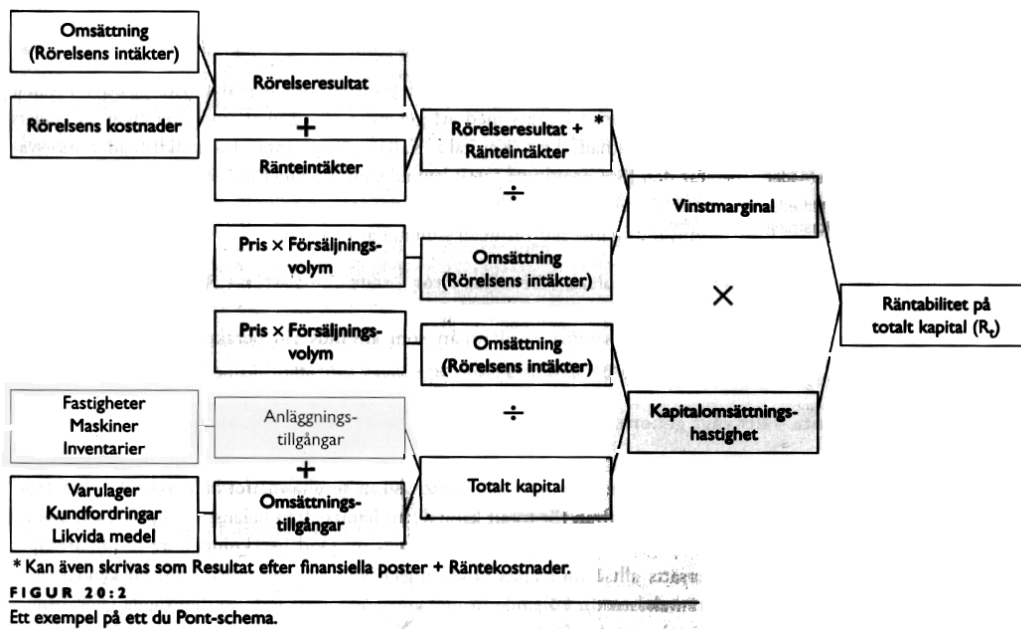 Omsättning
(Rörelsens intäkter)
Rörelsens kostnader
Rörelseresultat
+
Ränteintäkter
Rörelseresultat + *
Ränteintäkter
÷
Pris × Försäljnings-
volym
Omsättning
(Rörelsens intäkter)
Vinstmarginal
×
Pris × Försäljnings-
volym
Omsättning
(Rörelsens intäkter)
÷
Fastigheter
Maskiner
Inventarier
Anläggnings-
tillgångar
+
Varulager
Kundfordringar
Likvida medel
Omsättnings-
tillgångar
Totalt kapital
Kapitalomsättnings-
hastighet
Räntabilitet på
totalt kapital (Rt)
* Kan även skrivas som Resultat efter finansiella poster + Räntekostnader.
FIGUR 20:2
Ett exempel på ett du Pont-schema.